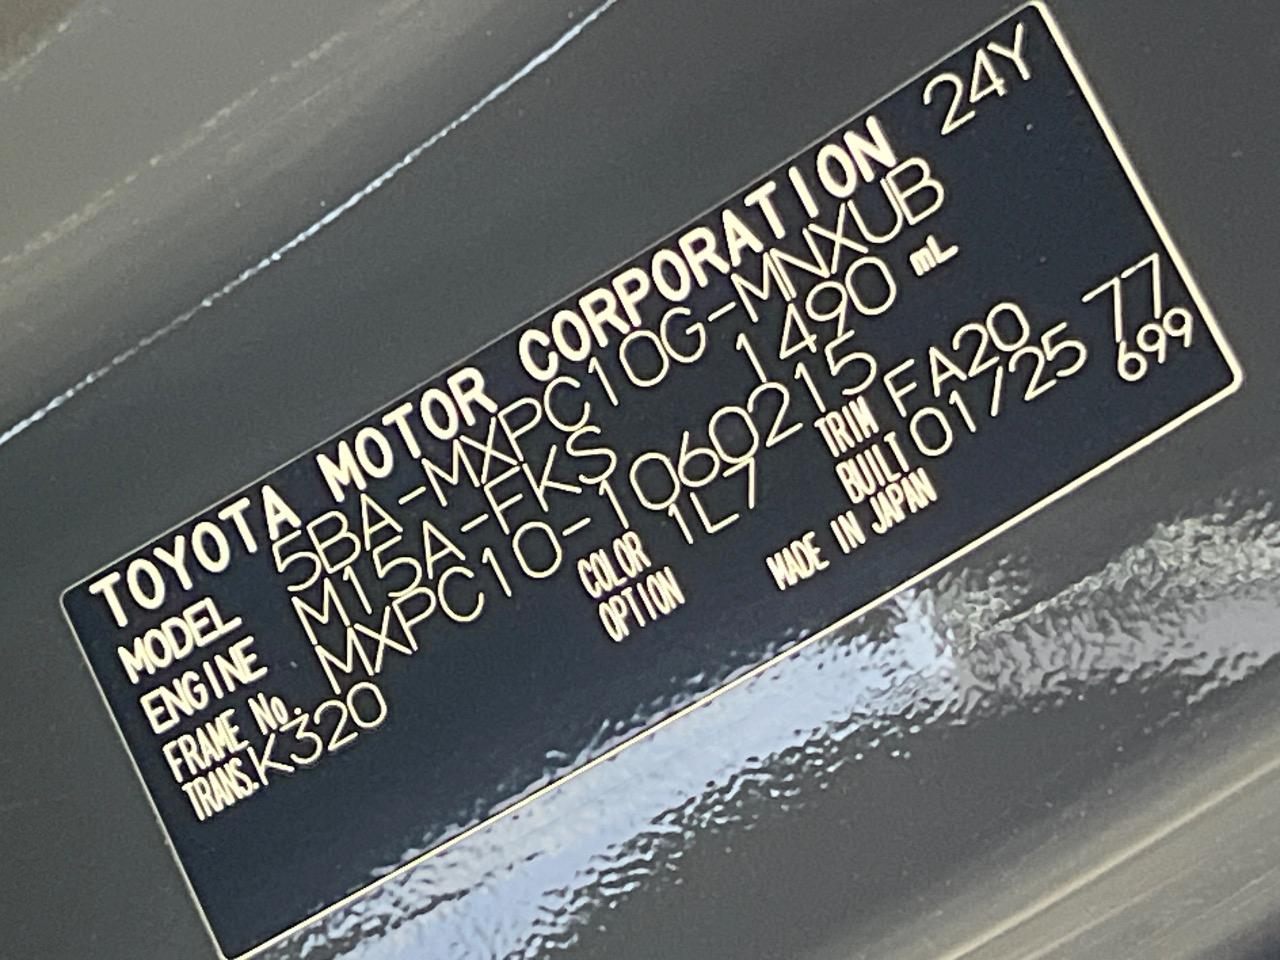 24Y
TOYOTA MOTOR CORPORATION
MODEL 5BA-MXPC10G-MNXUB
ENGINE M15A-FKS 1490 mL
FRAME No. MXPC10-1060215
TRANS. K320 COLOR 1L7 TRIM FA20 77
OPTION BUILT 01/25 699
MADE IN JAPAN